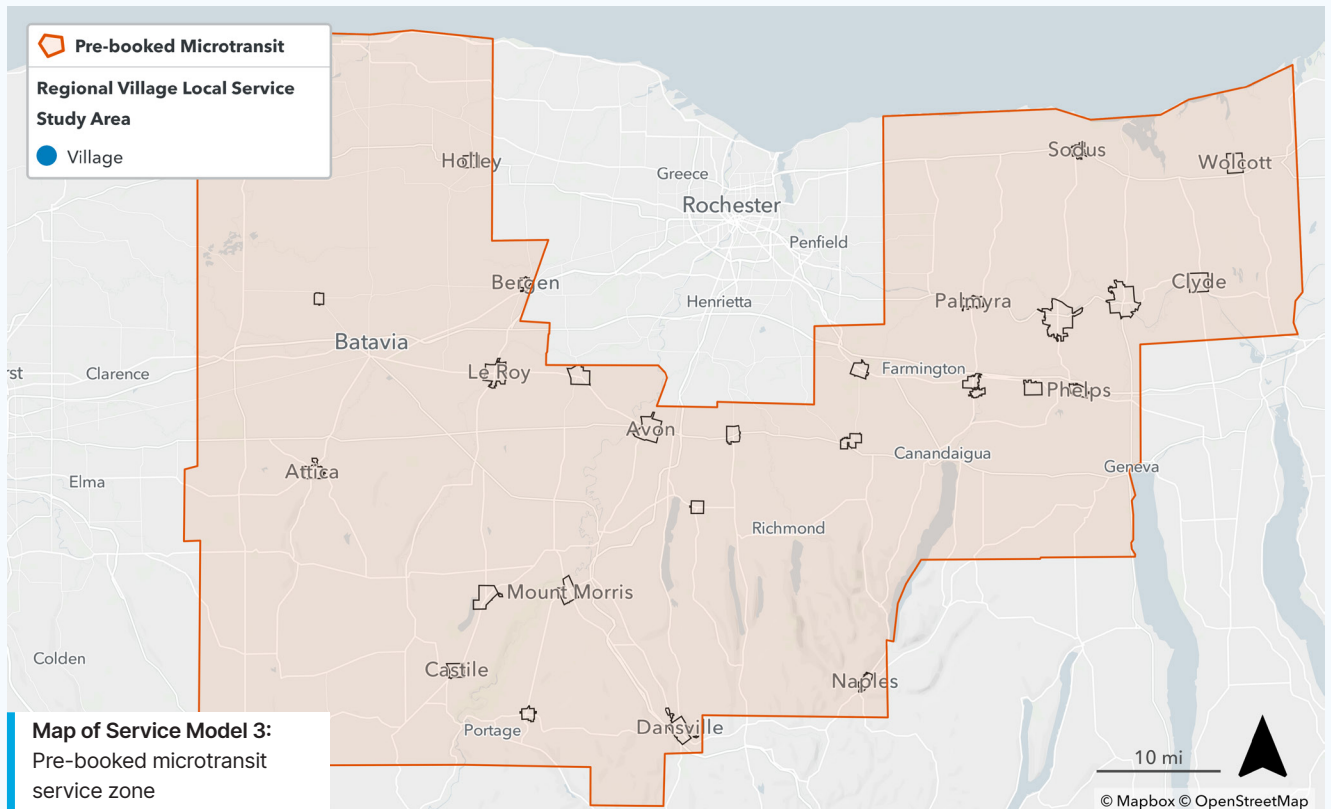 Pre-booked Microtransit
Regional Village Local Service
Study Area
Village
Holley
Greece
Rochester
Penfield
Sodus
Wolcott
Bergen
Henrietta
Palmyra
Clyde
Batavia
rst
Clarence
Le Roy
Farmington
Phelps
Avon
Canandaigua
Geneva
Attica
Elma
Richmond
Mount Morris
Colden
Castile
Naples
Portage
Dansville
Map of Service Model 3:
Pre-booked microtransit
service zone
10 mi
© Mapbox © OpenStreetMap